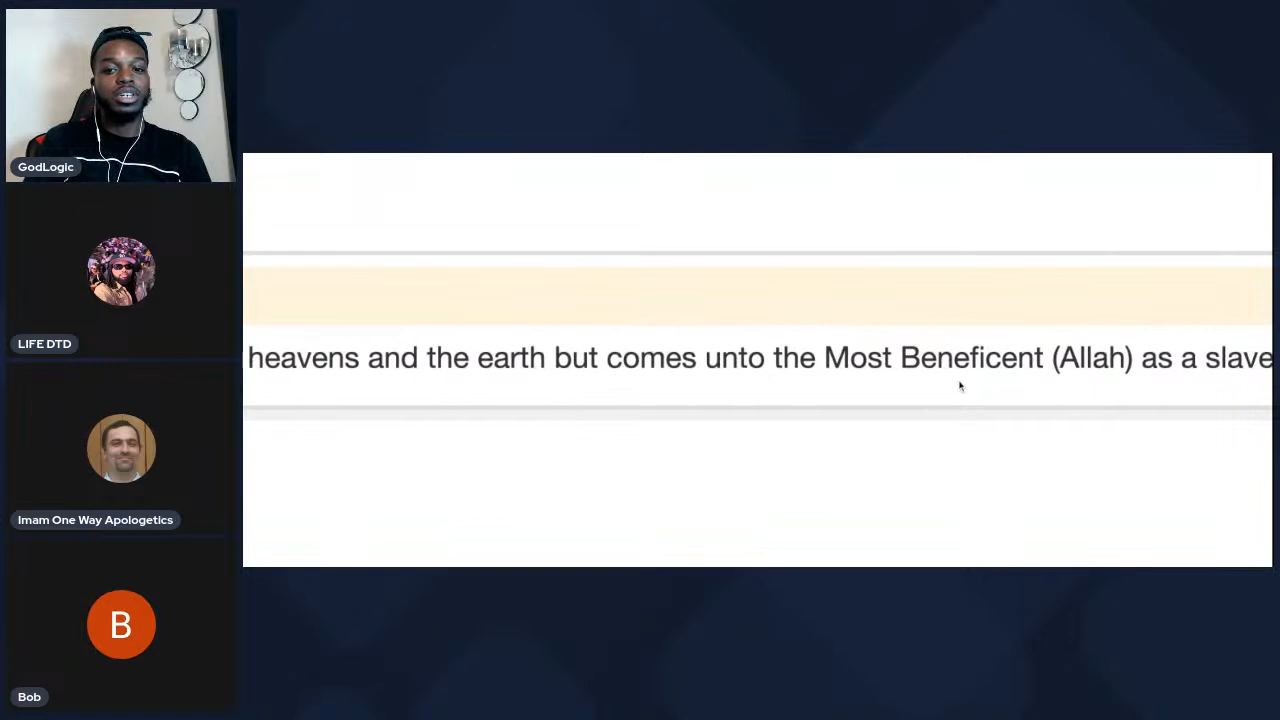 GodLogic
LIFE DTD
Imam One Way Apologetics
B
Bob
heavens and the earth but comes unto the Most Beneficent (Allah) as a slave